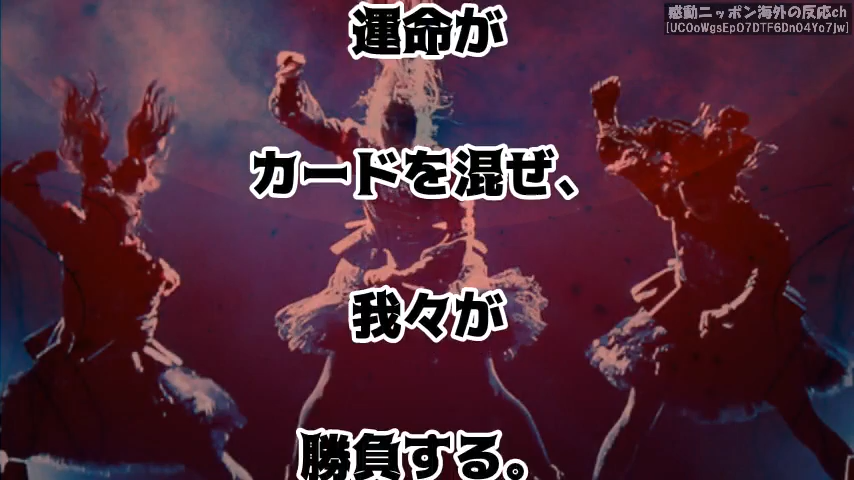 感動ニッポン海外の反応ch
[UCOoWgsEpO7DTF6DnO4Yo7jw]
運命が
カードを混ぜ、
我々が
勝負する。